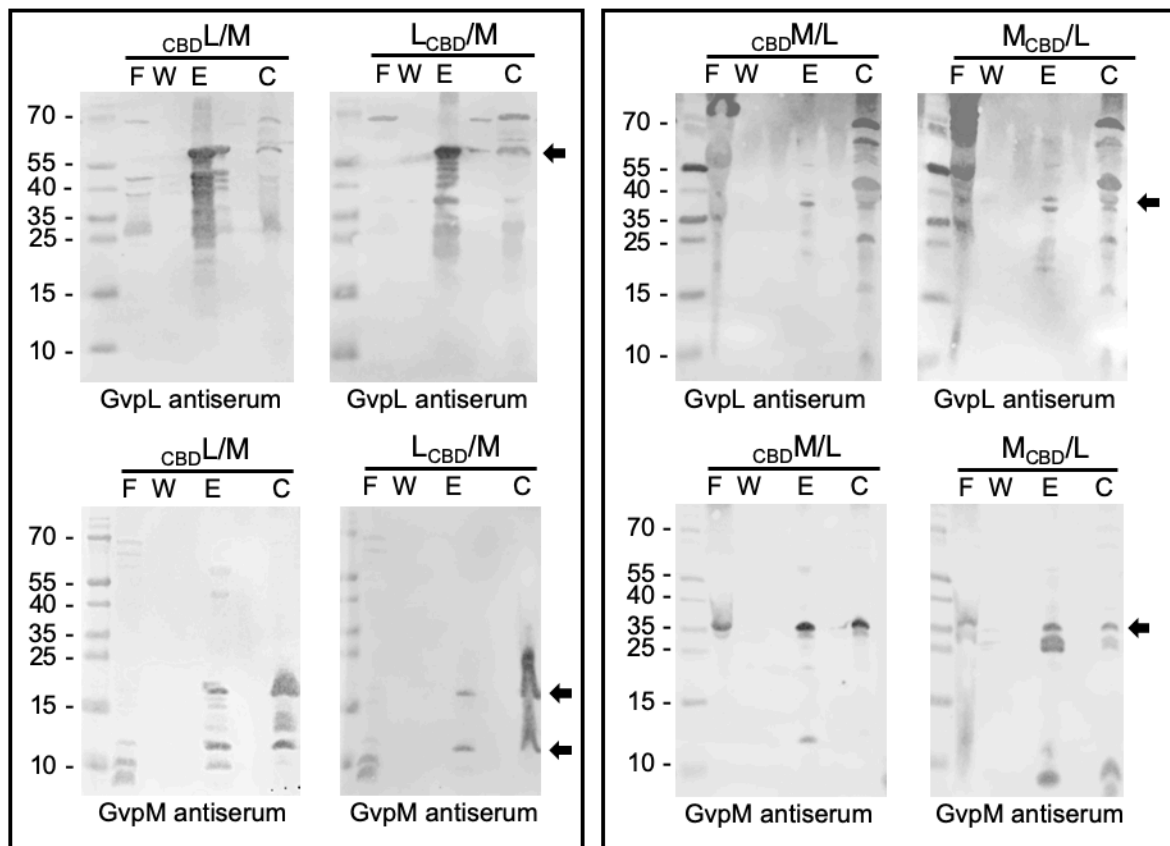 CBDL/M
F W E C
70 -
55 -
40 -
35 -
25 -
15 -
10 -
GvpL antiserum
LCBD/M
F W E C
GvpL antiserum
CBDL/M
F W E C
70 -
55 -
40 -
35 -
25 -
15 -
10 -
GvpM antiserum
LCBD/M
F W E C
GvpM antiserum
CBDM/L
F W E C
70 -
55 -
40 -
35 -
25 -
15 -
10 -
GvpL antiserum
MCBD/L
F W E C
GvpL antiserum
CBDM/L
F W E C
70 -
55 -
40 -
35 -
25 -
15 -
10 -
GvpM antiserum
MCBD/L
F W E C
GvpM antiserum